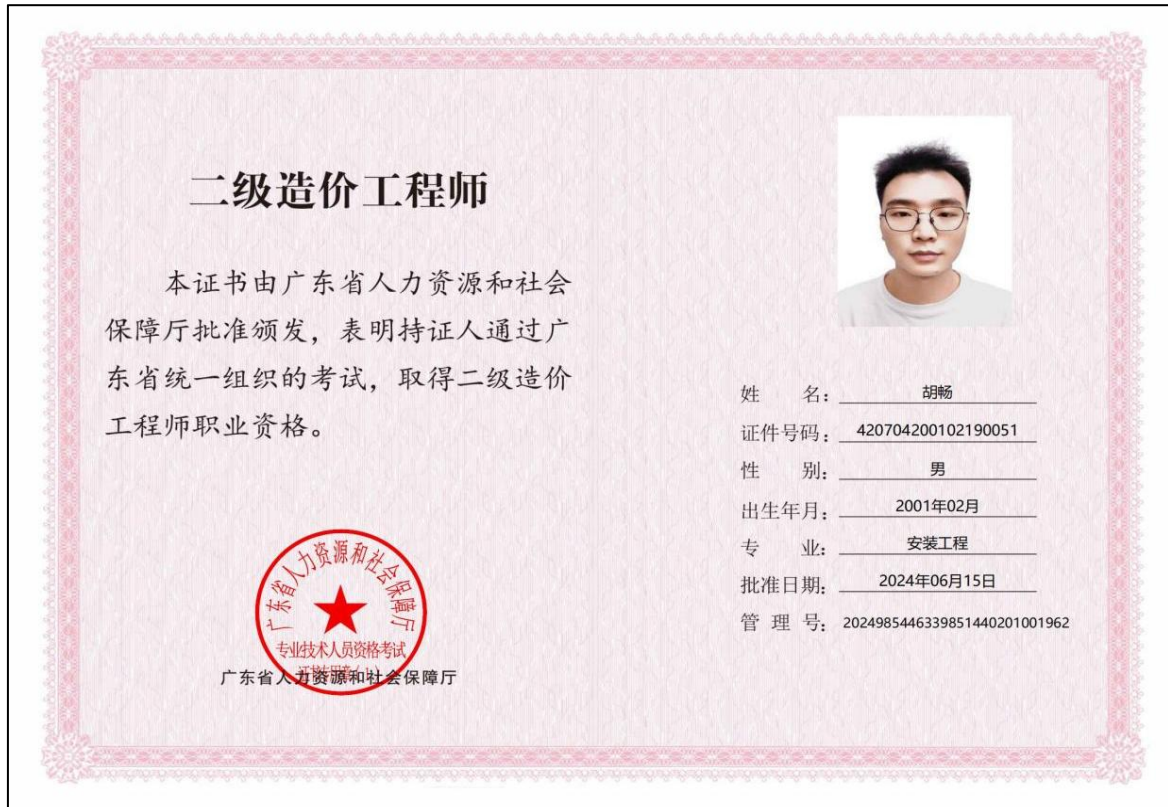 二级造价工程师
本证书由广东省人力资源和社会
保障厅批准颁发，表明持证人通过广
东省统一组织的考试，取得二级造价
工程师职业资格。
广东省人力资源和社会保障厅
专业技术人员资格考试
广东省人力资源和社会保障厅
姓 名：胡畅
证件号码：420704200102190051
性 别：男
出生年月：2001年02月
专 业：安装工程
批准日期：2024年06月15日
管 理 号：20249854463398514402010019​62